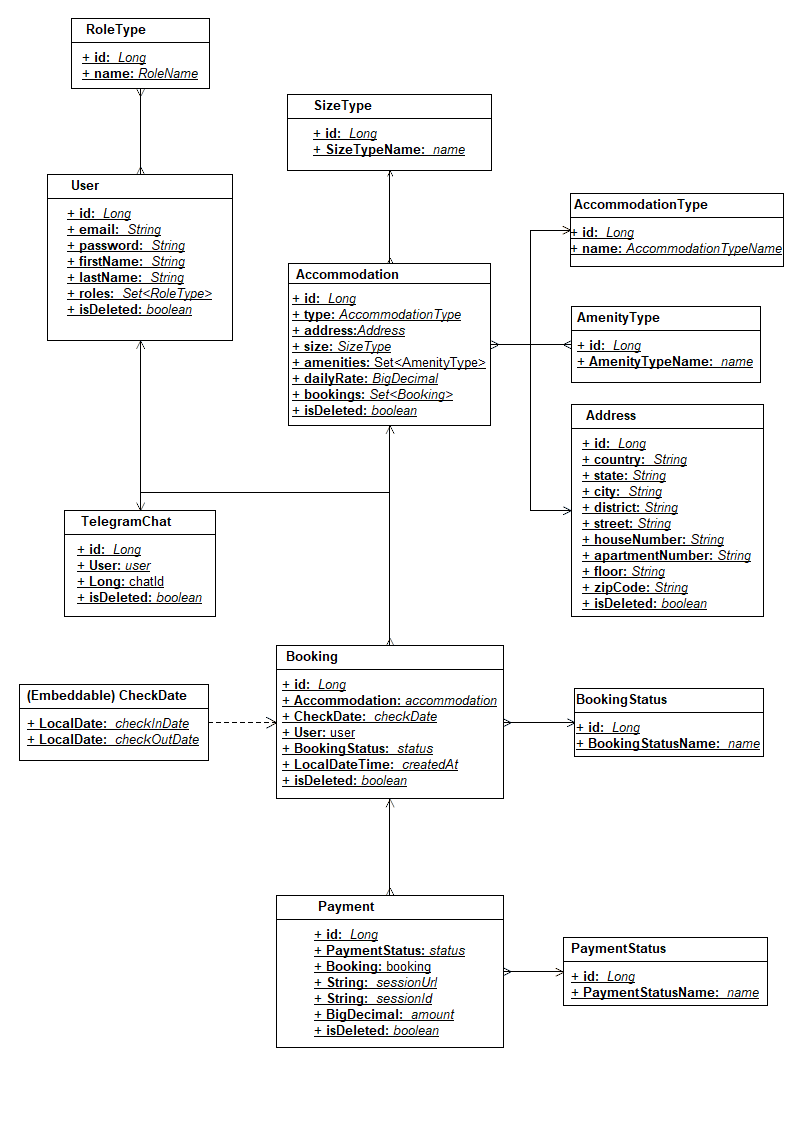 RoleType
+ id: Long
+ name: RoleName
SizeType
+ id: Long
+ SizeTypeName: name
User
+ id: Long
+ email: String
+ password: String
+ firstName: String
+ lastName: String
+ roles: Set<RoleType>
+ isDeleted: boolean
AccommodationType
+ id: Long
+ name: AccommodationTypeName
Accommodation
+ id: Long
+ type: AccommodationType
+ address:Address
+ size: SizeType
+ amenities: Set<AmenityType>
+ dailyRate: BigDecimal
+ bookings: Set<Booking>
+ isDeleted: boolean
AmenityType
+ id: Long
+ AmenityTypeName: name
Address
+ id: Long
+ country: String
+ state: String
+ city: String
+ district: String
+ street: String
+ houseNumber: String
+ apartmentNumber: String
+ floor: String
+ zipCode: String
+ isDeleted: boolean
TelegramChat
+ id: Long
+ User: user
+ Long: chatId
+ isDeleted: boolean
Booking
+ id: Long
+ Accommodation: accommodation
+ CheckDate: checkDate
+ User: user
+ BookingStatus: status
+ LocalDateTime: createdAt
+ isDeleted: boolean
(Embeddable) CheckDate
+ LocalDate: checkInDate
+ LocalDate: checkOutDate
BookingStatus
+ id: Long
+ BookingStatusName: name
Payment
+ id: Long
+ PaymentStatus: status
+ Booking: booking
+ String: sessionUrl
+ String: sessionId
+ BigDecimal: amount
+ isDeleted: boolean
PaymentStatus
+ id: Long
+ PaymentStatusName: name